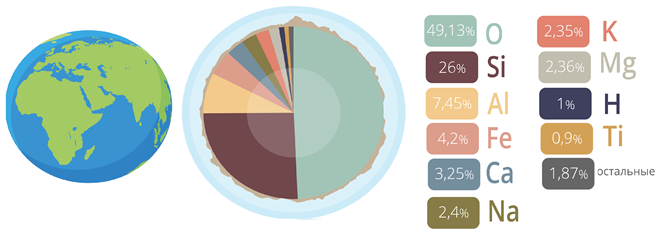 49,13% O
26% Si
7,45% Al
4,2% Fe
3,25% Ca
2,4% Na
2,35% K
2,36% Mg
1% H
0,9% Ti
1,87% остальные